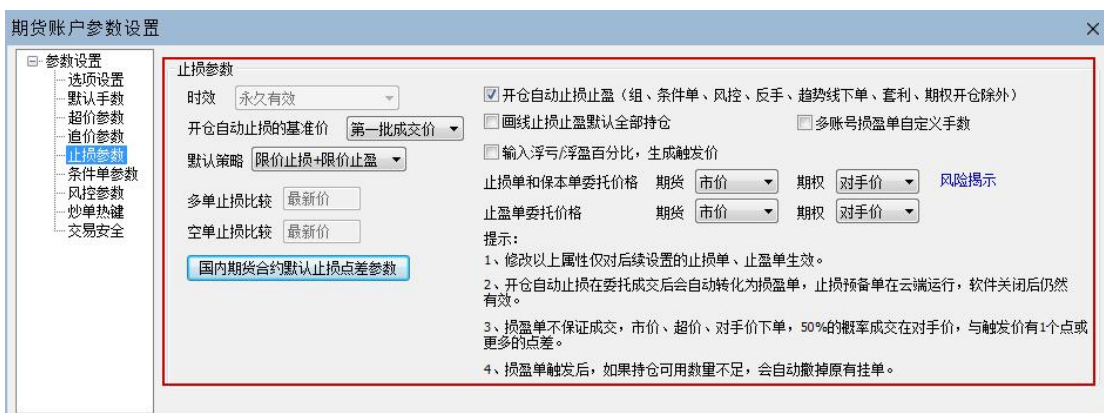 期货账户参数设置
参数设置
选项设置
默认手数
超价参数
追价参数
止损参数
条件单参数
风控参数
炒单热键
交易安全
止损参数
时效 永久有效
开仓自动止损的基准价 第一批成交价
默认策略 限价止损+限价止盈
多单止损比较 最新价
空单止损比较 最新价
国内期货合约默认止损点差参数
开仓自动止损止盈（组、条件单、风控、反手、趋势线下单、套利、期权开仓除外）
画线止损止盈默认全部持仓 多账号损盈单自定义手数
输入浮亏/浮盈百分比，生成触发价
止损单和保本单委托价格 期货 市价 期权 对手价 风险揭示
止盈单委托价格 期货 市价 期权 对手价
提示：
1、修改以上属性仅对后续设置的止损单、止盈单生效。
2、开仓自动止损在委托成交后会自动转化为损盈单，止损预备单在云端运行，软件关闭后仍然
有效。
3、损盈单不保证成交，市价、超价、对手价下单，50%的概率成交在对手价，与触发价有1个点或
更多的点差。
4、损盈单触发后，如果持仓可用数量不足，会自动撤掉原有挂单。